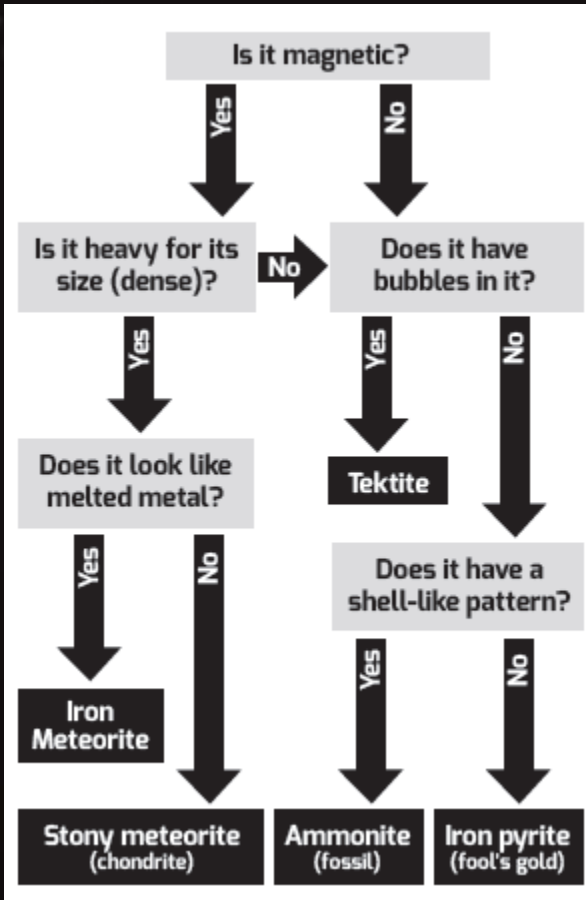 Is it magnetic?
Yes
No
Is it heavy for its
size (dense)?
No
Does it have
bubbles in it?
Yes
Yes
No
Does it look like
melted metal?
Tektite
Yes
No
Does it have a
shell-like pattern?
Yes
No
Iron
Meteorite
Stony meteorite
(chondrite)
Ammonite
(fossil)
Iron pyrite
(fool's gold)